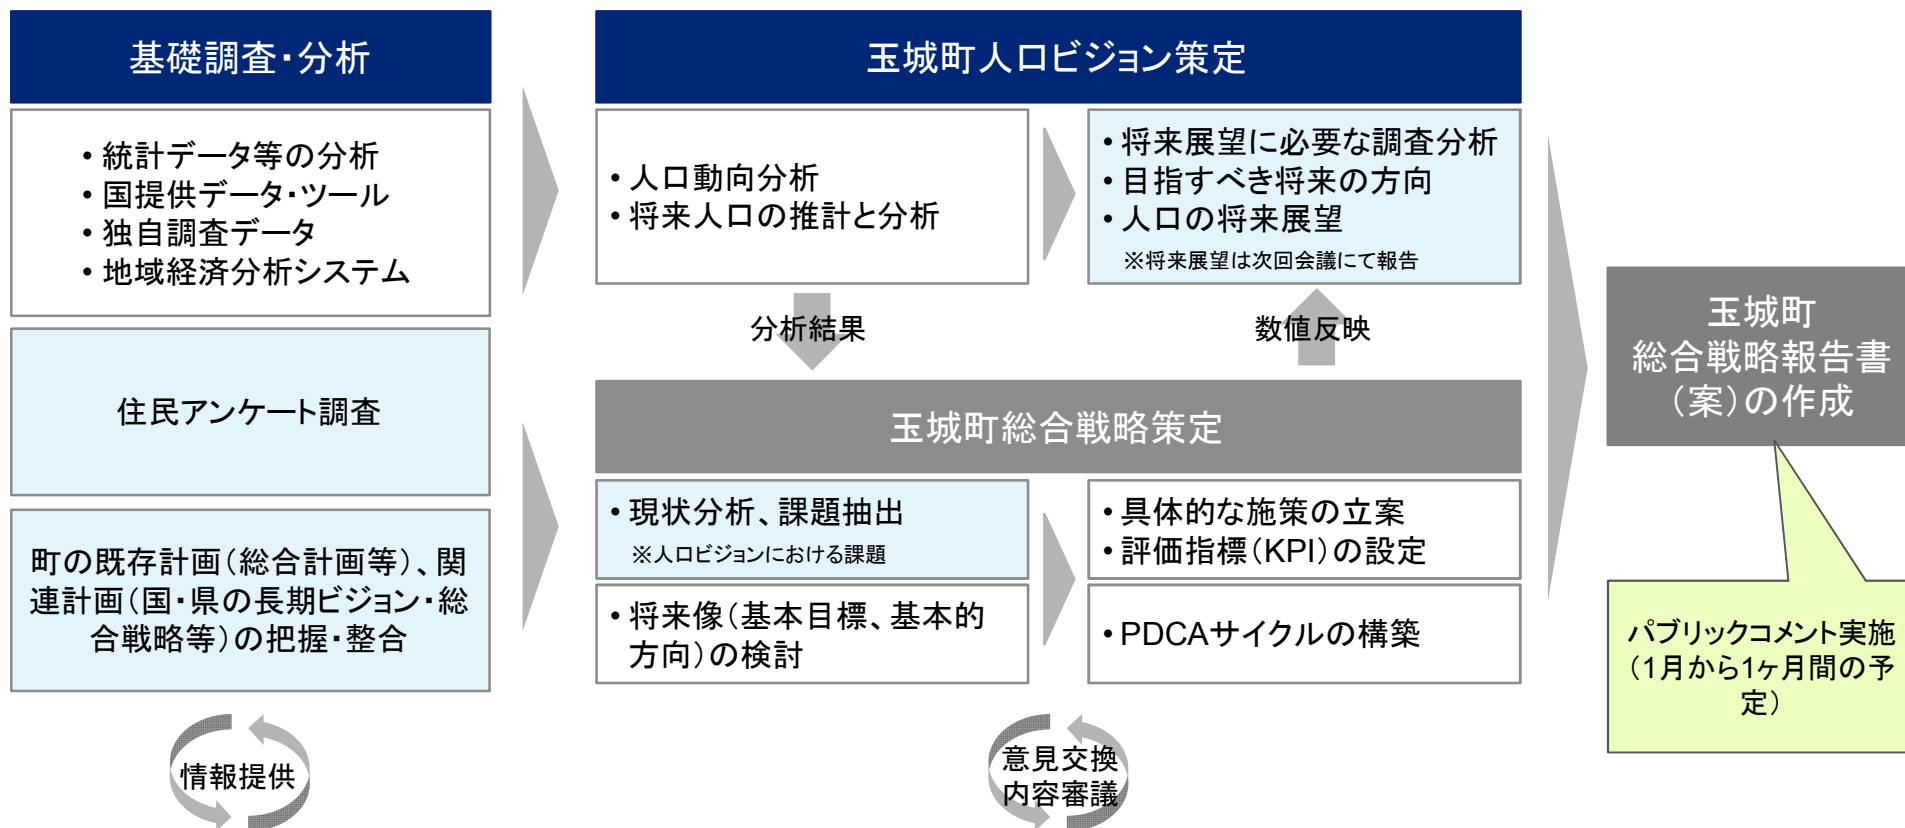 基礎調査・分析
・統計データ等の分析
・国提供データ・ツール
・独自調査データ
・地域経済分析システム
住民アンケート調査
町の既存計画（総合計画等）、関
連計画（国・県の長期ビジョン・総
合戦略等）の把握・整合
情報提供
玉城町人口ビジョン策定
・人口動向分析
・将来人口の推計と分析
・将来展望に必要な調査分析
・目指すべき将来の方向
・人口の将来展望
※将来展望は次回会議にて報告
分析結果
数値反映
玉城町総合戦略策定
・現状分析、課題抽出
※人口ビジョンにおける課題
・将来像（基本目標、基本的
方向）の検討
・具体的な施策の立案
・評価指標（KPI）の設定
・PDCAサイクルの構築
意見交換
内容審議
玉城町
総合戦略報告書
（案）の作成
パブリックコメント実施
（1月から1ヶ月間の予
定）